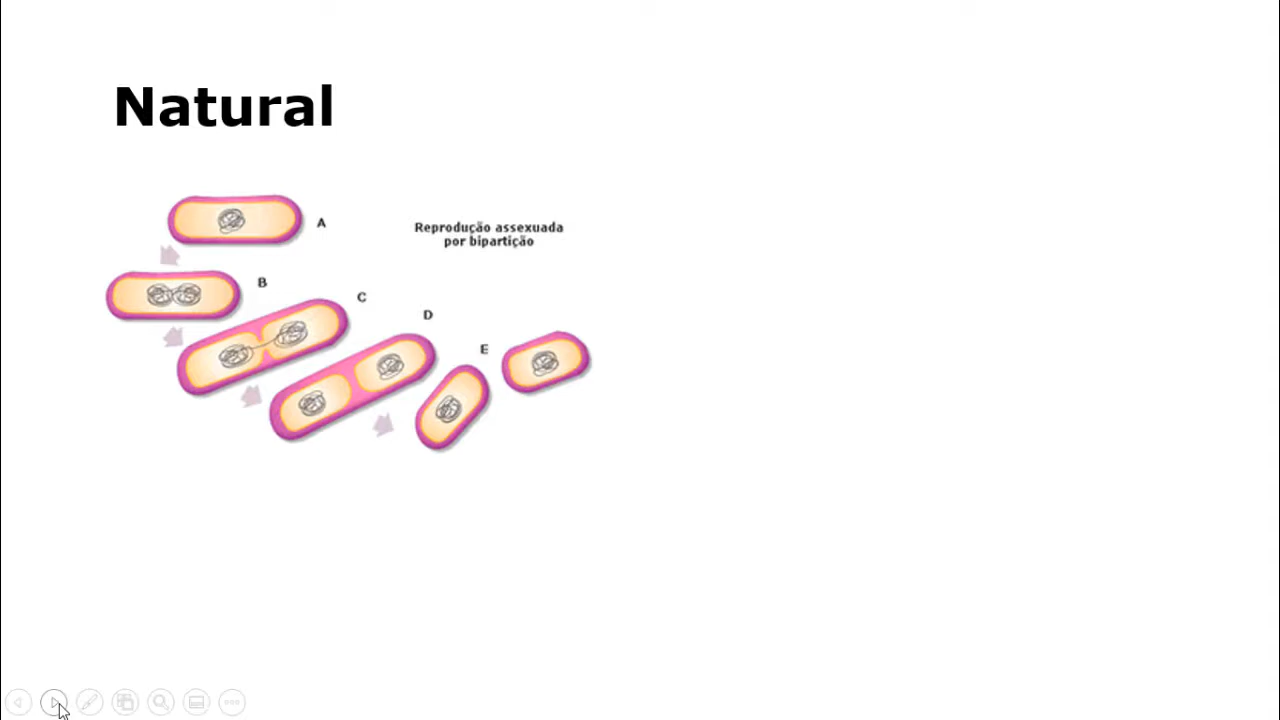 Natural
A
Reprodução assexuada
por bipartição
B
C
D
E